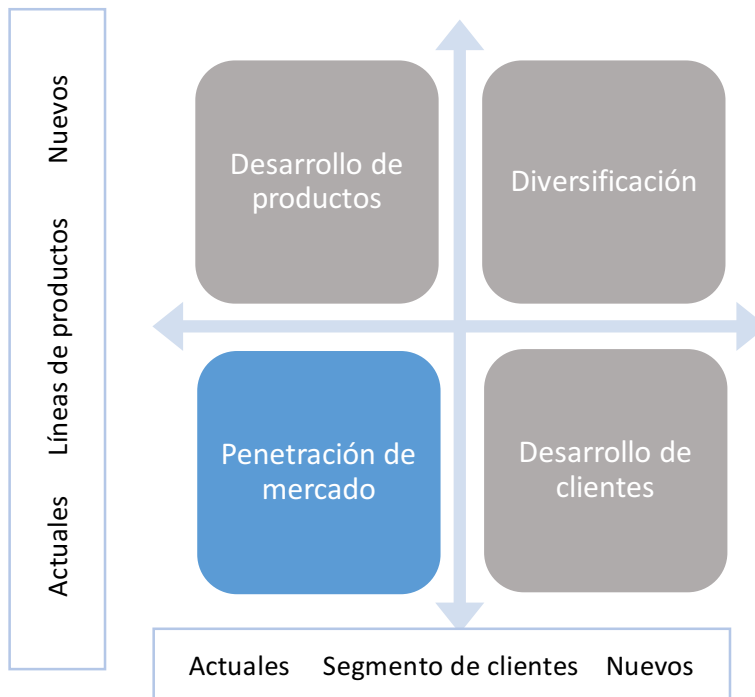 Nuevos
Líneas de productos
Actuales
Desarrollo de
productos
Diversificación
Penetración de
mercado
Desarrollo de
clientes
Actuales Segmento de clientes Nuevos